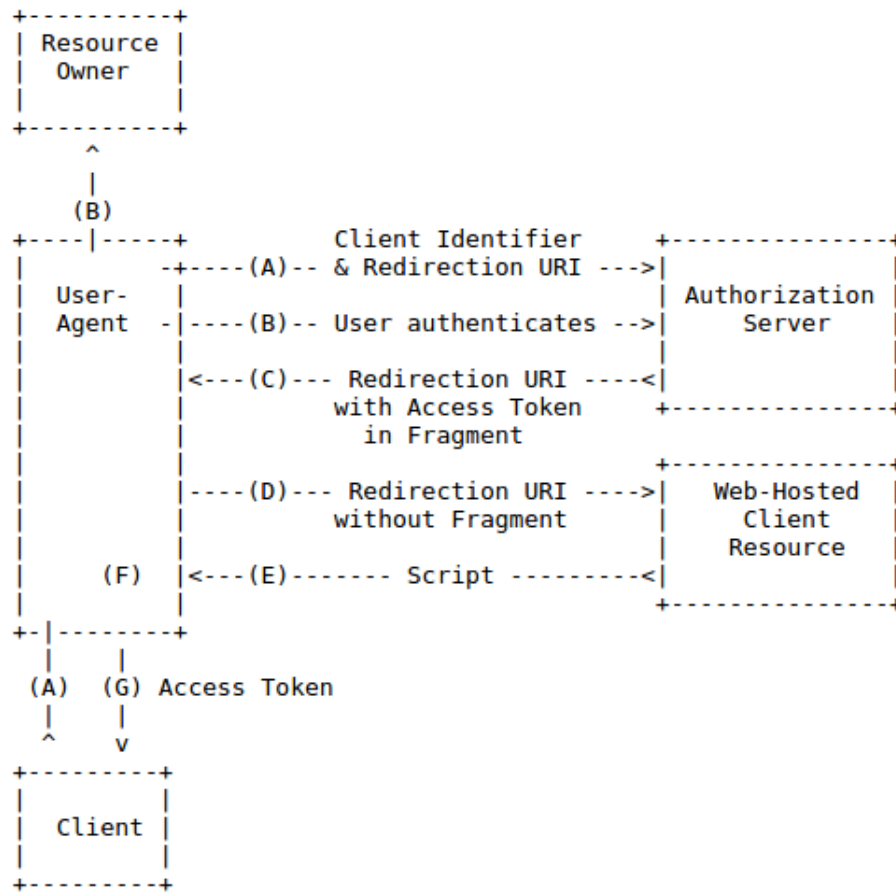 +----------+
| Resource |
|  Owner   |
|          |
+----------+
     ^
     |
    (B)
+----|-----+          Client Identifier     +---------------+
|         -+----(A)-- & Redirection URI --->|               |
|  User-   |                                | Authorization |
|  Agent  -|----(B)-- User authenticates -->|     Server    |
|          |                                |               |
|          |<---(C)--- Redirection URI ----<|               |
|          |          with Access Token     +---------------+
|          |            in Fragment
|          |                                +---------------+
|          |----(D)--- Redirection URI ---->|   Web-Hosted  |
|          |          without Fragment      |     Client    |
|          |                                |    Resource   |
|     (F)  |<---(E)------- Script ---------<|               |
|          |                                +---------------+
+-|--------+
  |    |
 (A)  (G) Access Token
  |    |
  ^    v
+---------+
|         |
|  Client |
|         |
+---------+